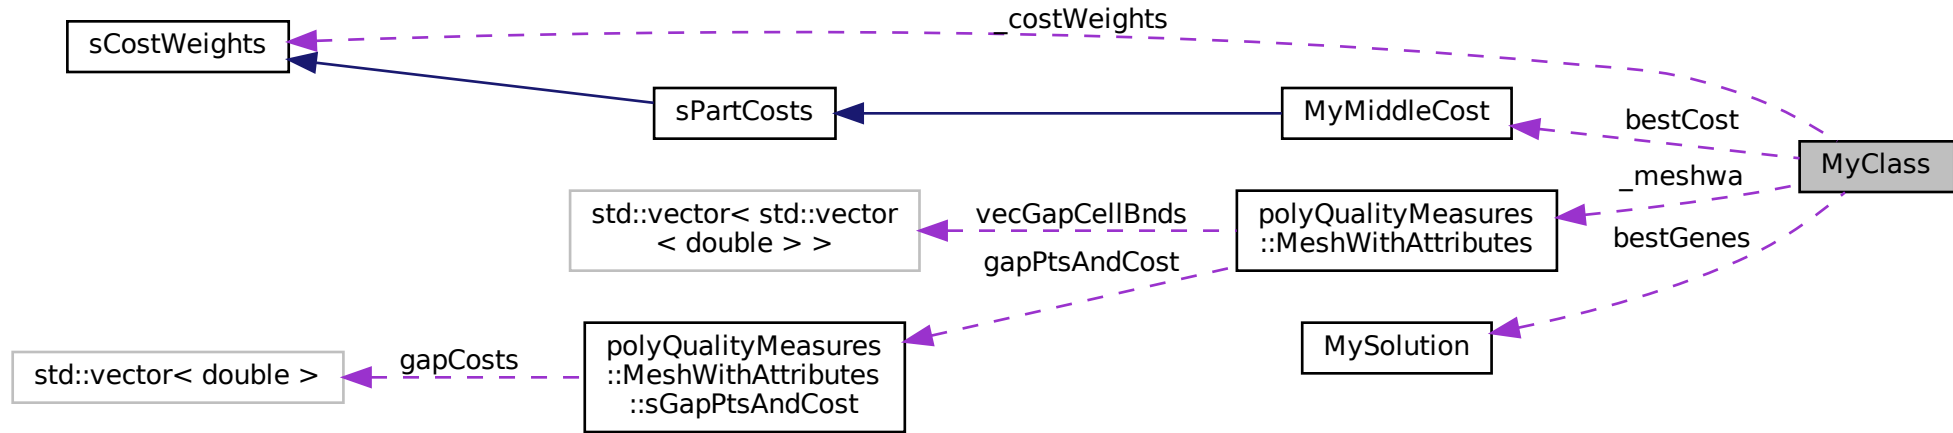 _costWeights
sCostWeights
sPartCosts
MyMiddleCost
bestCost
MyClass
_meshwa
std::vector< std::vector
< double > >
vecGapCellBnds
polyQualityMeasures
::MeshWithAttributes
bestGenes
gapPtsAndCost
polyQualityMeasures
::MeshWithAttributes
::sGapPtsAndCost
MySolution
gapCosts
std::vector< double >